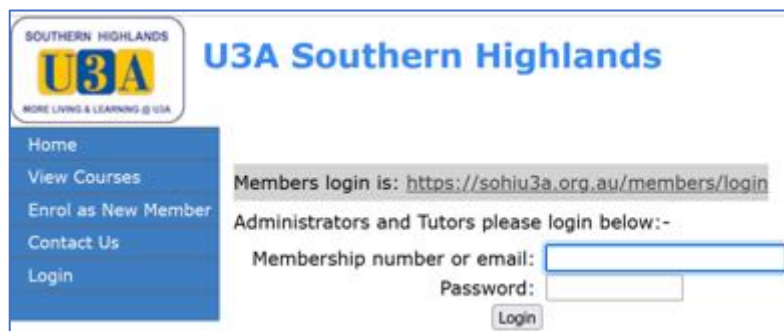 SOUTHERN HIGHLANDS
U3A
MORE LIVING & LEARNING @ U3A
U3A Southern Highlands
Home
View Courses
Enrol as New Member
Contact Us
Login
Members login is: https://sohiu3a.org.au/members/login
Administrators and Tutors please login below:-
Membership number or email:
Password:
Login